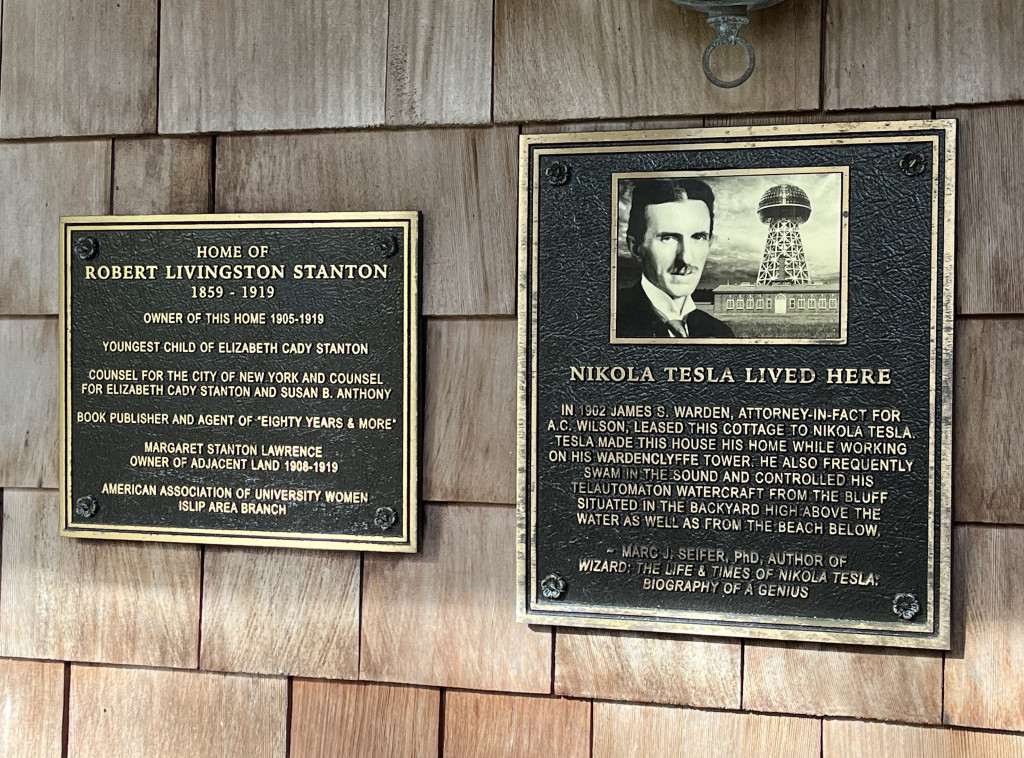 HOME OF
ROBERT LIVINGSTON STANTON
1859 - 1919
OWNER OF THIS HOME 1905-1919
YOUNGEST CHILD OF ELIZABETH CADY STANTON
COUNSEL FOR THE CITY OF NEW YORK AND COUNSEL
FOR ELIZABETH CADY STANTON AND SUSAN B. ANTHONY
BOOK PUBLISHER AND AGENT OF "EIGHTY YEARS & MORE"
MARGARET STANTON LAWRENCE
OWNER OF ADJACENT LAND 1908-1919
AMERICAN ASSOCIATION OF UNIVERSITY WOMEN
ISLIP AREA BRANCH
NIKOLA TESLA LIVED HERE
IN 1902 JAMES S. WARDEN, ATTORNEY-IN-FACT FOR
A.C. WILSON, LEASED THIS COTTAGE TO NIKOLA TESLA.
TESLA MADE THIS HOUSE HIS HOME WHILE WORKING
ON HIS WARDENCLYFFE TOWER. HE ALSO FREQUENTLY
SWAM IN THE SOUND AND CONTROLLED HIS
TELAUTOMATON WATERCRAFT FROM THE BLUFF
SITUATED IN THE BACKYARD HIGH ABOVE THE
WATER AS WELL AS FROM THE BEACH BELOW.
~ MARC J. SEIFER, PhD, AUTHOR OF
WIZARD: THE LIFE & TIMES OF NIKOLA TESLA:
BIOGRAPHY OF A GENIUS